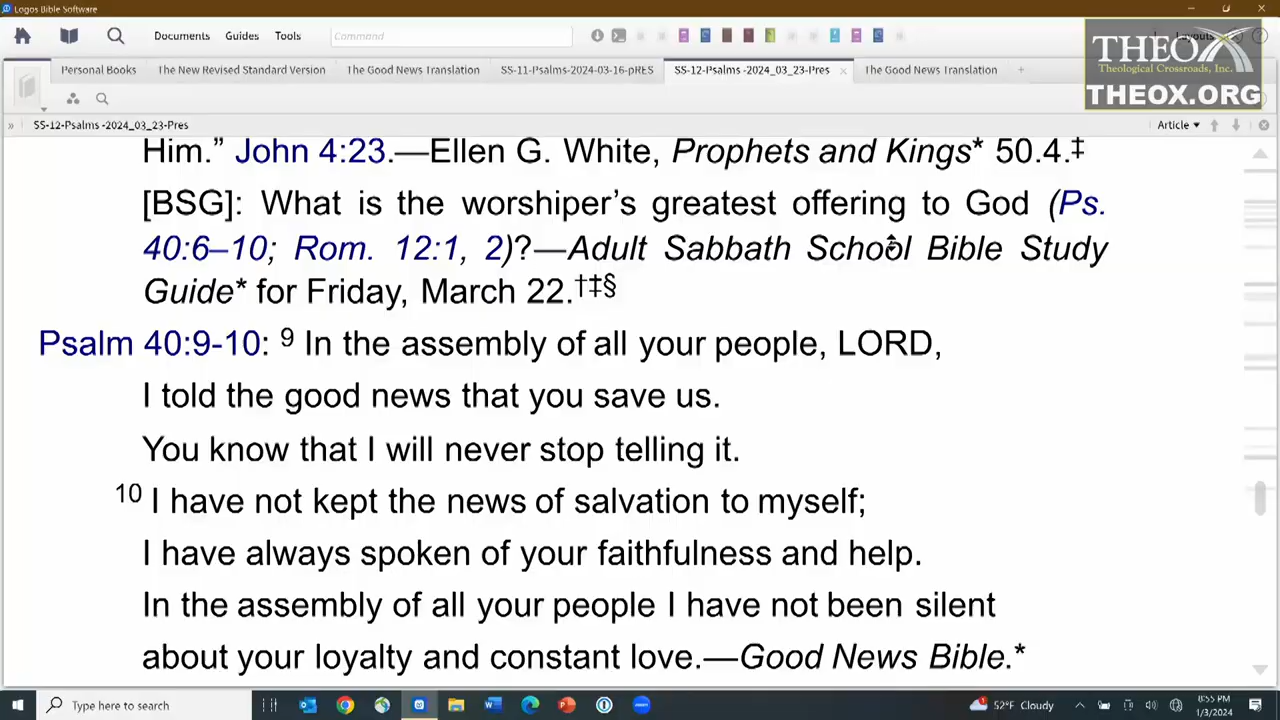 Logos Bible Software
Documents Guides Tools Command
THEOX
Theological Crossroads, Inc.
THEOX.ORG
Personal Books The New Revised Standard Version The Good News 11-Psalms-2024-03-16-pRES SS-12-Psalms -2024_03_23-Pres The Good News Translation
» SS-12-Psalms -2024_03_23-Pres Article
Him.” John 4:23.—Ellen G. White, Prophets and Kings* 50.4.‡
[BSG]: What is the worshiper’s greatest offering to God (Ps.
40:6–10; Rom. 12:1, 2)?—Adult Sabbath School Bible Study
Guide* for Friday, March 22.†‡§
Psalm 40:9-10: 9 In the assembly of all your people, LORD,
I told the good news that you save us.
You know that I will never stop telling it.
10 I have not kept the news of salvation to myself;
I have always spoken of your faithfulness and help.
In the assembly of all your people I have not been silent
about your loyalty and constant love.—Good News Bible.*
Type here to search 52°F Cloudy 8:55 PM
1/3/2024